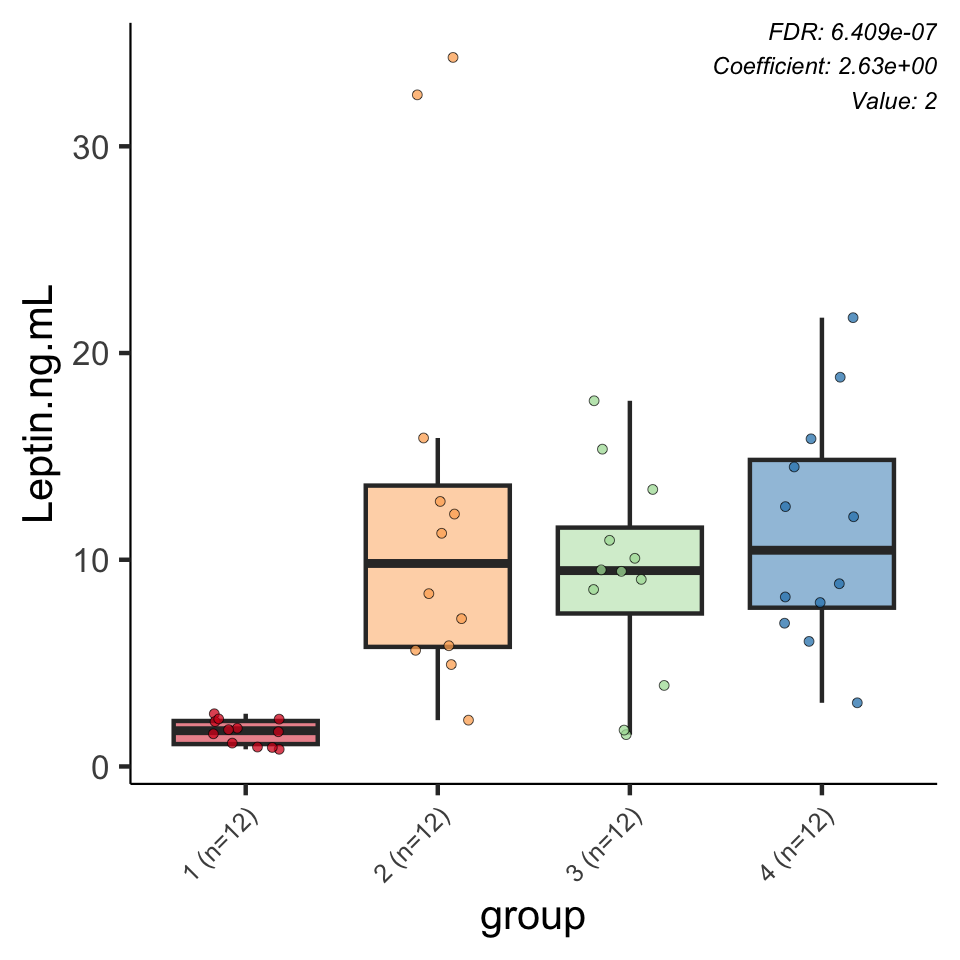 FDR: 6.409e-07
Coefficient: 2.63e+00
Value: 2
Leptin.ng.mL
30
20
10
0
1 (n=12)
2 (n=12)
3 (n=12)
4 (n=12)
group